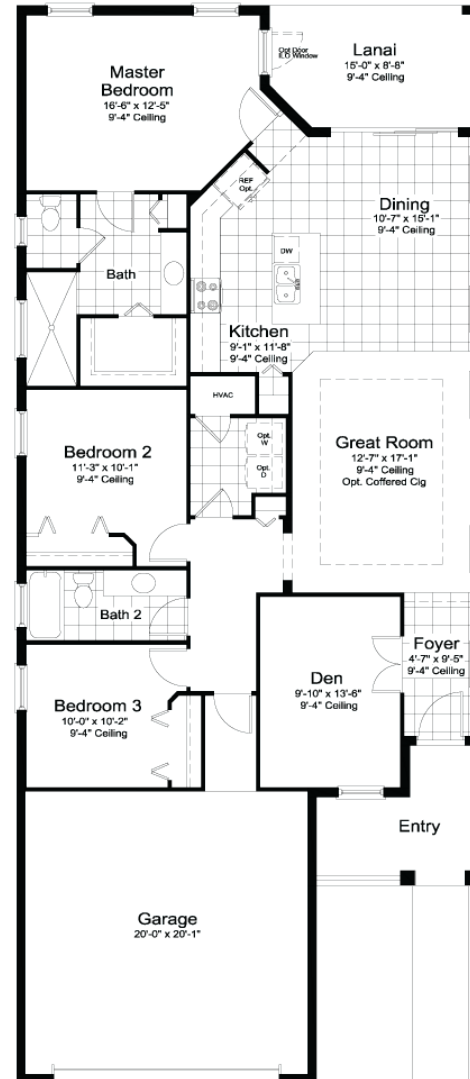 Lanai
15'-0" x 8'-8"
9'-4" Ceiling
Opt Door
ILO Window
Master
Bedroom
16'-6" x 12'-5"
9'-4" Ceiling
REF
Opt.
Dining
10'-7" x 15'-1"
9'-4" Ceiling
DW
Bath
Kitchen
9'-1" x 11'-8"
9'-4" Ceiling
HVAC
Opt.
W
Opt.
D
Bedroom 2
11'-3" x 10'-1"
9'-4" Ceiling
Great Room
12'-7" x 17'-1"
9'-4" Ceiling
Opt. Coffered Clg
Bath 2
Foyer
4'-7" x 9'-5"
9'-4" Ceiling
Den
9'-10" x 13'-6"
9'-4" Ceiling
Bedroom 3
10'-0" x 10'-2"
9'-4" Ceiling
Entry
Garage
20'-0" x 20'-1"